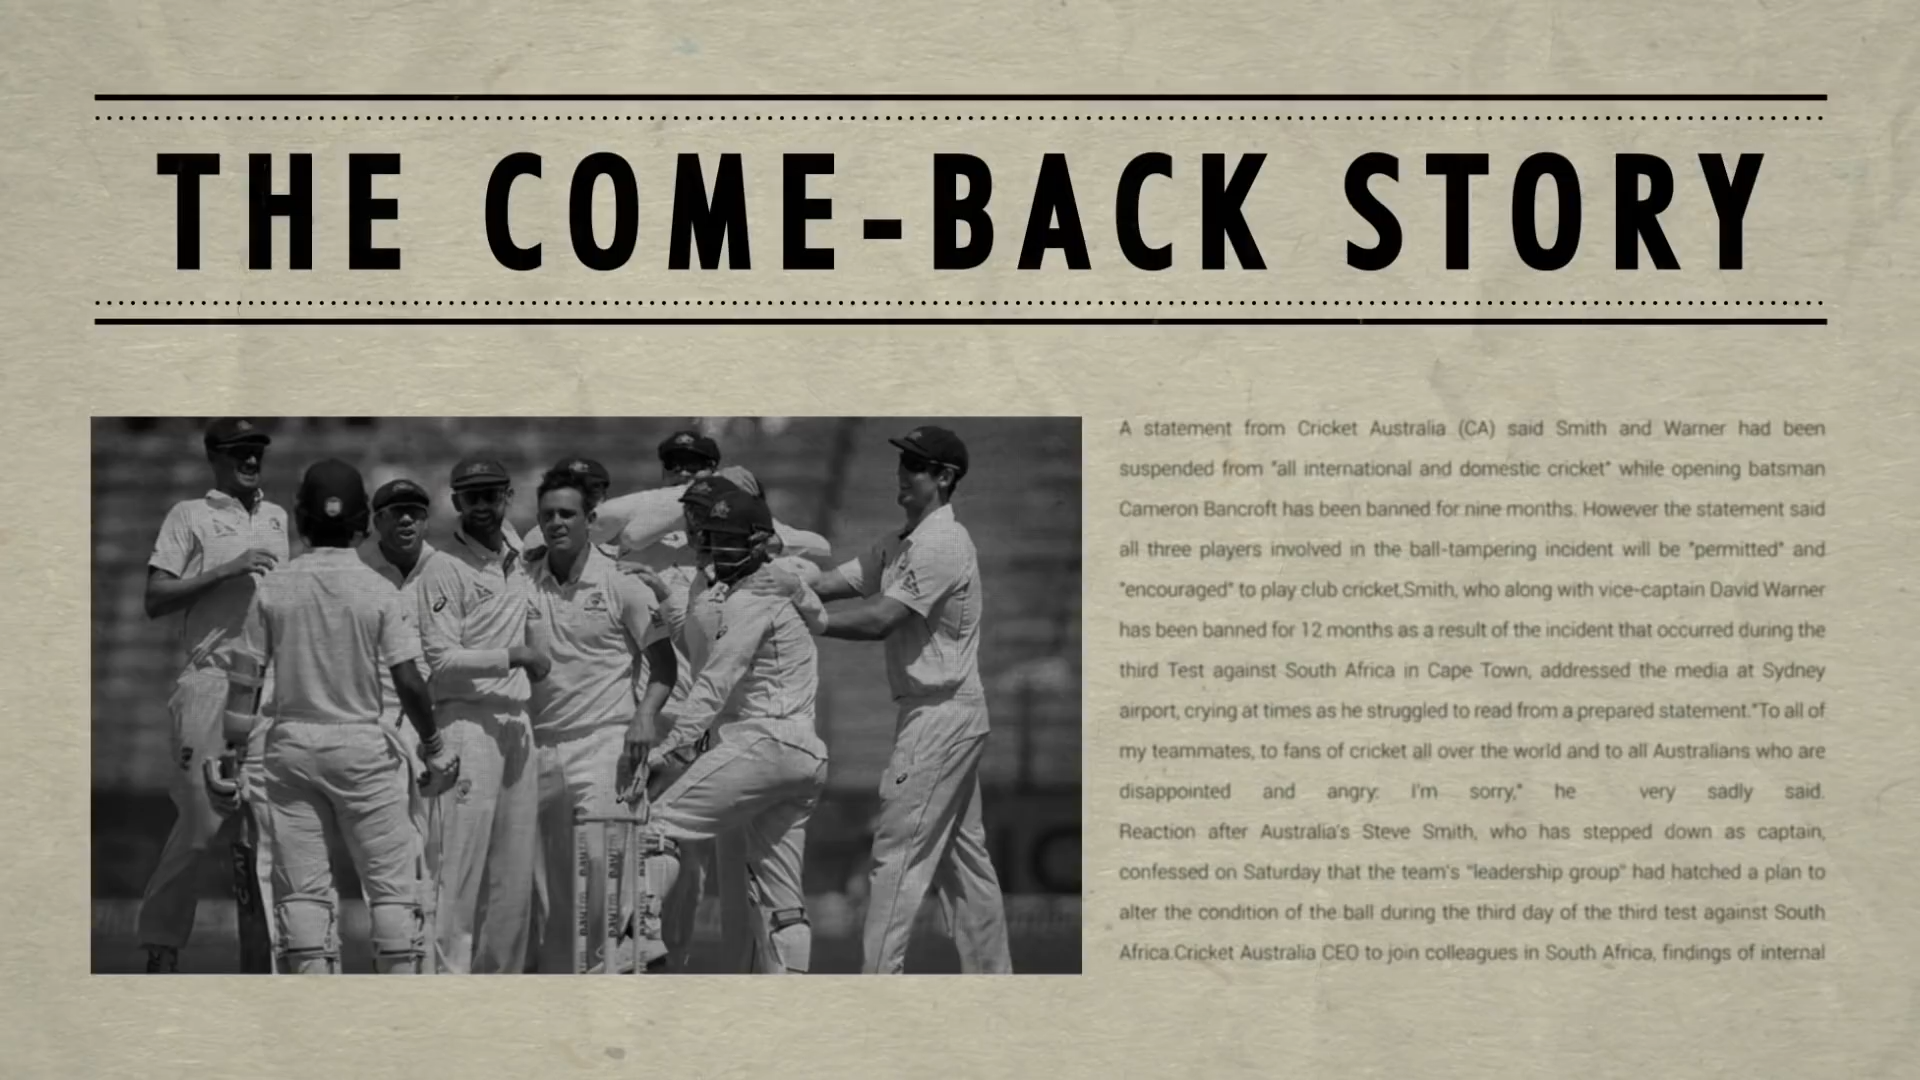 THE COME-BACK STORY
A statement from Cricket Australia (CA) said Smith and Warner had been
suspended from "all international and domestic cricket" while opening batsman
Cameron Bancroft has been banned for nine months. However the statement said
all three players involved in the ball-tampering incident will be "permitted" and
"encouraged" to play club cricket.Smith, who along with vice-captain David Warner
has been banned for 12 months as a result of the incident that occurred during the
third Test against South Africa in Cape Town, addressed the media at Sydney
airport, crying at times as he struggled to read from a prepared statement."To all of
my teammates, to fans of cricket all over the world and to all Australians who are
disappointed and angry: I'm sorry," he very sadly said.
Reaction after Australia's Steve Smith, who has stepped down as captain,
confessed on Saturday that the team's "leadership group" had hatched a plan to
alter the condition of the ball during the third day of the third test against South
Africa.Cricket Australia CEO to join colleagues in South Africa, findings of internal
PAYTM
PAYTM
PAYTM